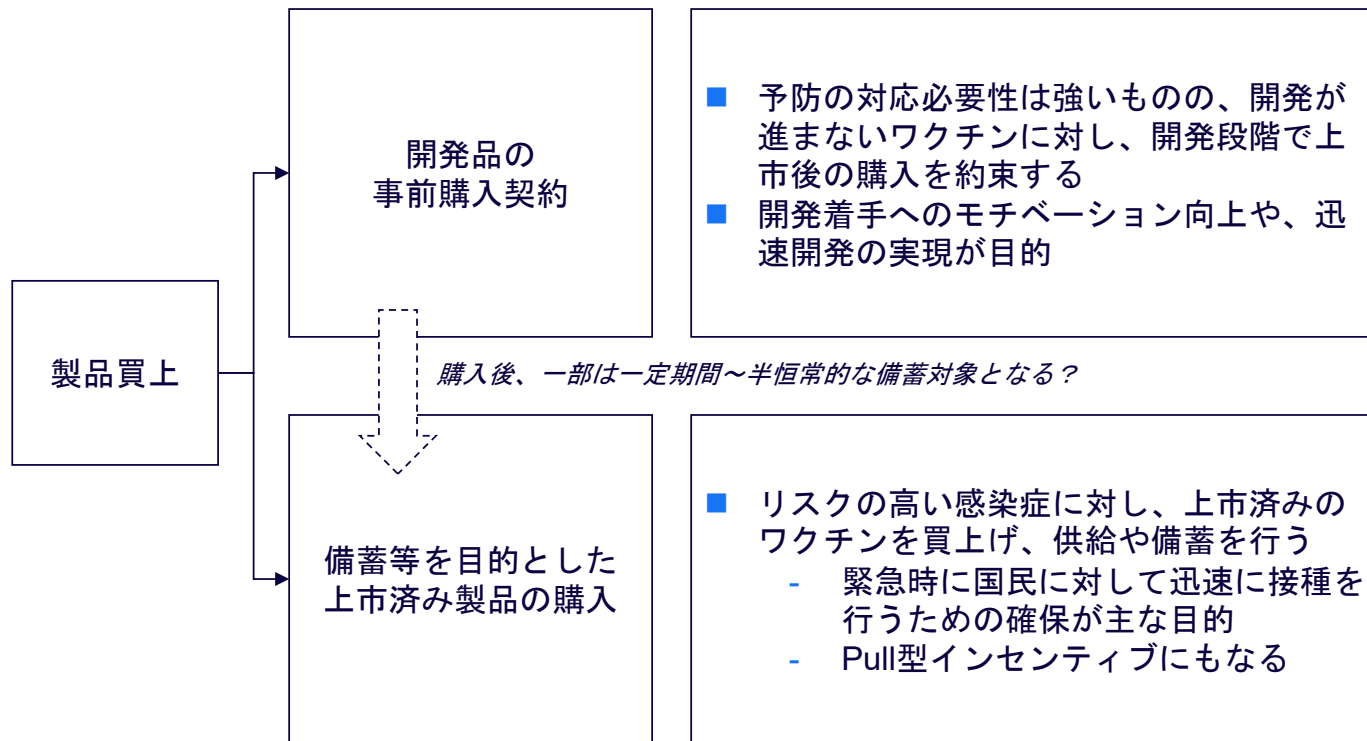 製品買上
開発品の
事前購入契約
■ 予防の対応必要性は強いものの、開発が
進まないワクチンに対し、開発段階で上
市後の購入を約束する
■ 開発着手へのモチベーション向上や、迅
速開発の実現が目的
購入後、一部は一定期間～半恒常的な備蓄対象となる？
備蓄等を目的とした
上市済み製品の購入
■ リスクの高い感染症に対し、上市済みの
ワクチンを買上げ、供給や備蓄を行う
- 緊急時に国民に対して迅速に接種を
行うための確保が主な目的
- Pull型インセンティブにもなる